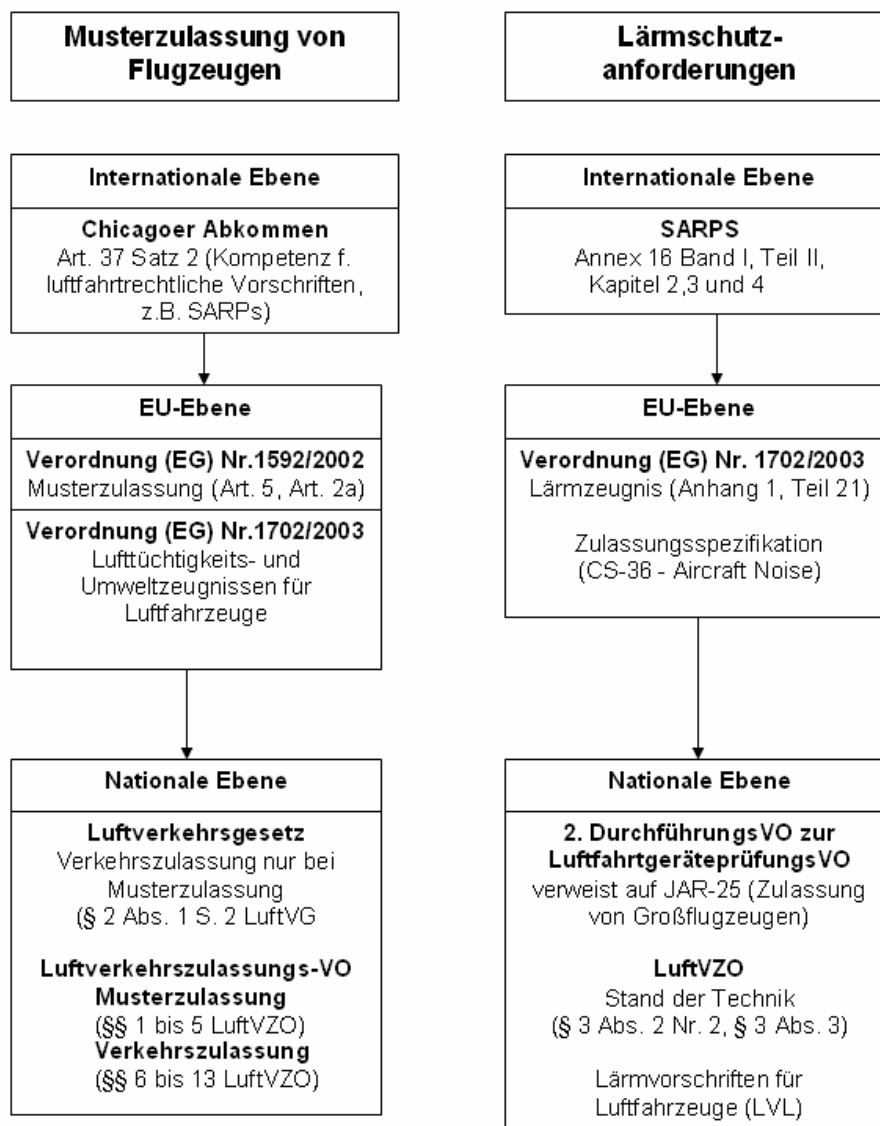 Musterzulassung von
Flugzeugen
Internationale Ebene
Chicagoer Abkommen
Art. 37 Satz 2 (Kompetenz f.
luftfahrtrechtliche Vorschriften,
z.B. SARPs)
EU-Ebene
Verordnung (EG) Nr.1592/2002
Musterzulassung (Art. 5, Art. 2a)
Verordnung (EG) Nr.1702/2003
Lufttüchtigkeits- und
Umweltzeugnissen für
Luftfahrzeuge
Nationale Ebene
Luftverkehrsgesetz
Verkehrszulassung nur bei
Musterzulassung
(§ 2 Abs. 1 S. 2 LuftVG
Luftverkehrszulassungs-VO
Musterzulassung
(§§ 1 bis 5 LuftVZO)
Verkehrszulassung
(§§ 6 bis 13 LuftVZO)
Lärmschutz-
anforderungen
Internationale Ebene
SARPS
Annex 16 Band I, Teil II,
Kapitel 2,3 und 4
EU-Ebene
Verordnung (EG) Nr. 1702/2003
Lärmzeugnis (Anhang 1, Teil 21)
Zulassungsspezifikation
(CS-36 - Aircraft Noise)
Nationale Ebene
2. DurchführungsVO zur
LuftfahrtgeräteprüfungsVO
verweist auf JAR-25 (Zulassung
von Großflugzeugen)
LuftVZO
Stand der Technik
(§ 3 Abs. 2 Nr. 2, § 3 Abs. 3)
Lärmvorschriften für
Luftfahrzeuge (LVL)